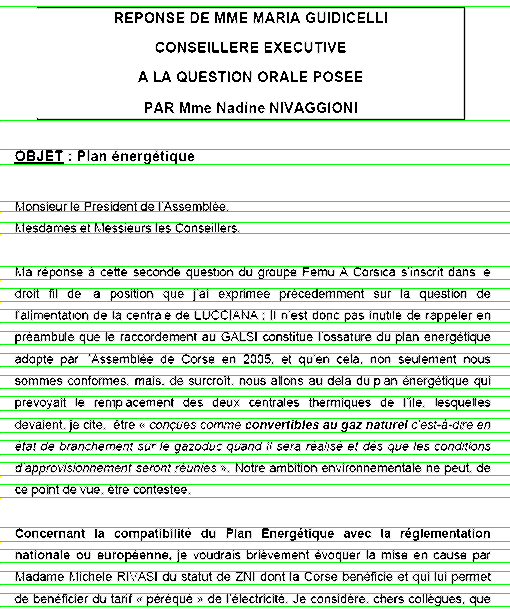 REPONSE DE MME MARIA GUIDICELLI
CONSEILLERE EXECUTIVE
A LA QUESTION ORALE POSEE
PAR Mme Nadine NIVAGGIONI
OBJET : Plan énergétique
Monsieur le Président de l'Assemblée,
Mesdames et Messieurs les Conseillers,
Ma réponse à cette seconde question du groupe Femu A Corsica s'inscrit dans le
droit fil de la position que j'ai exprimée précédemment sur la question de
l'alimentation de la centrale de LUCCIANA ; Il n'est donc pas inutile de rappeler en
préambule que le raccordement au GALSI constitue l'ossature du plan énergétique
adopté par l'Assemblée de Corse en 2005, et qu'en cela, non seulement nous
sommes conformes, mais, de surcroît, nous allons au delà du plan énergétique qui
prévoyait le remplacement des deux centrales thermiques de l'île, lesquelles
devaient, je cite, être « conçues comme convertibles au gaz naturel c'est-à-dire en
état de branchement sur le gazoduc quand il sera réalisé et dès que les conditions
d'approvisionnement seront réunies ». Notre ambition environnementale ne peut, de
ce point de vue, être contestée.
Concernant la compatibilité du Plan Énergétique avec la réglementation
nationale ou européenne, je voudrais brièvement évoquer la mise en cause par
Madame Michèle RIVASI du statut de ZNI dont la Corse bénéficie et qui lui permet
de bénéficier du tarif « péréqué » de l'électricité. Je considère, chers collègues, que